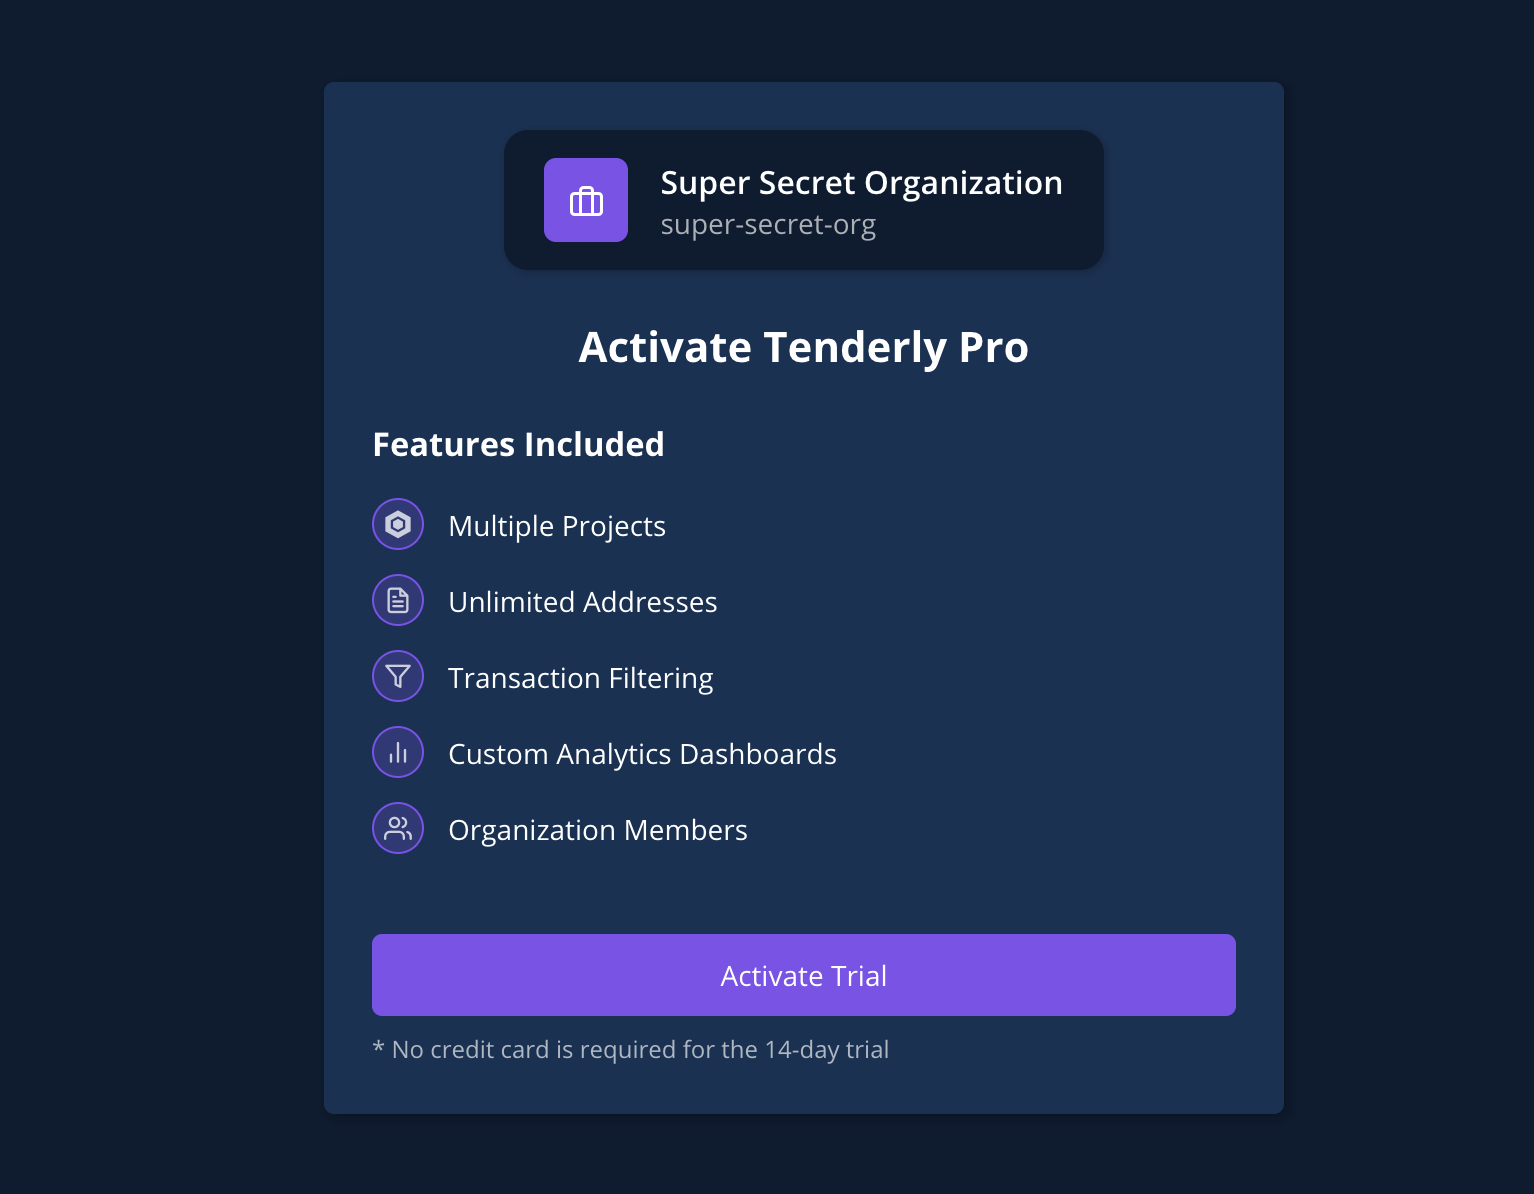 Super Secret Organization
super-secret-org
Activate Tenderly Pro
Features Included
Multiple Projects
Unlimited Addresses
Transaction Filtering
Custom Analytics Dashboards
Organization Members
Activate Trial
* No credit card is required for the 14-day trial